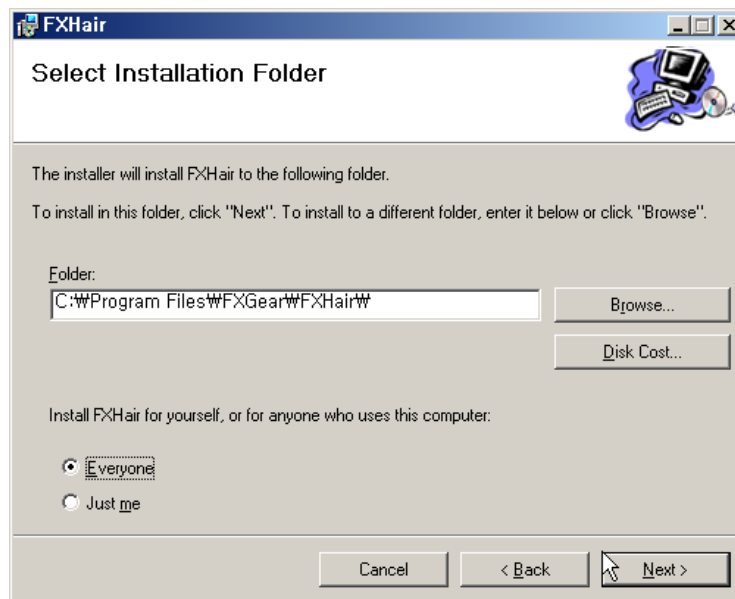 FXHair
Select Installation Folder
The installer will install FXHair to the following folder.
To install in this folder, click "Next". To install to a different folder, enter it below or click "Browse".
Folder:
C:₩Program Files₩FXGear₩FXHair₩
Browse...
Disk Cost...
Install FXHair for yourself, or for anyone who uses this computer:
Everyone
Just me
Cancel
< Back
Next >